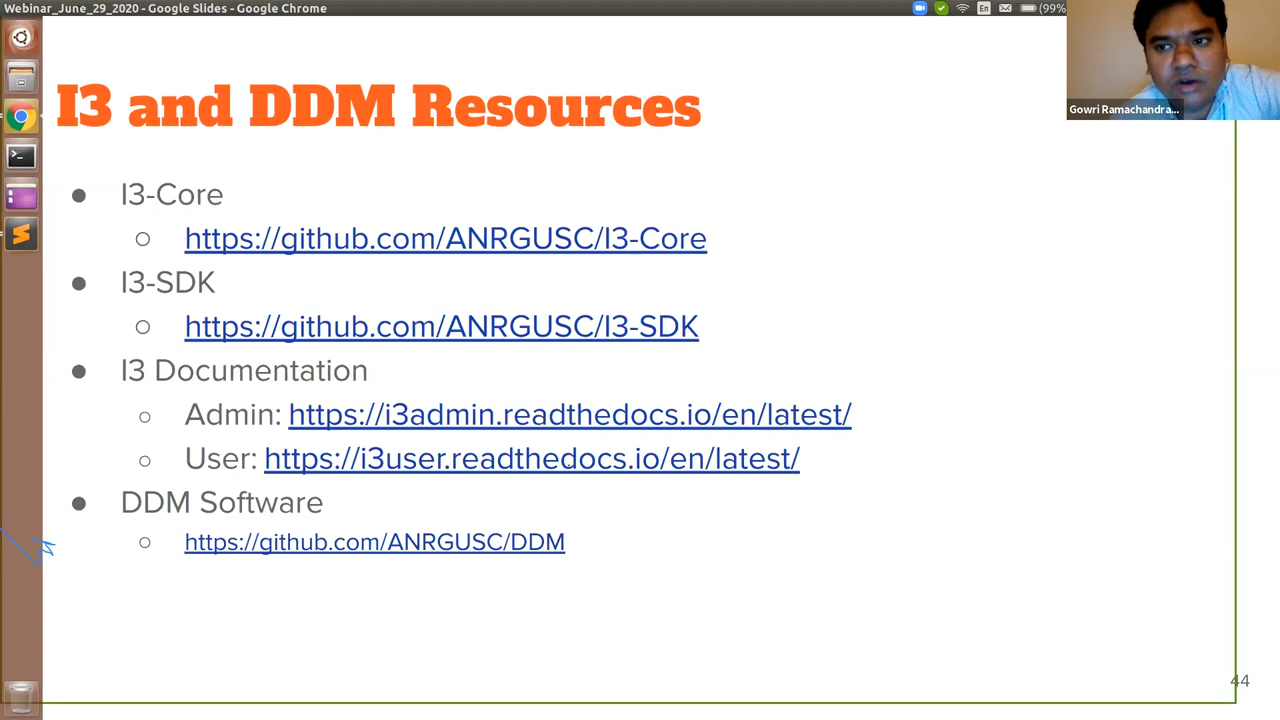 Webinar_June_29_2020 - Google Slides - Google Chrome
En
(99%
Gowri Ramachandra...
I3 and DDM Resources
● I3-Core
○ https://github.com/ANRGUSC/I3-Core
● I3-SDK
○ https://github.com/ANRGUSC/I3-SDK
● I3 Documentation
○ Admin: https://i3admin.readthedocs.io/en/latest/
○ User: https://i3user.readthedocs.io/en/latest/
● DDM Software
○ https://github.com/ANRGUSC/DDM
44